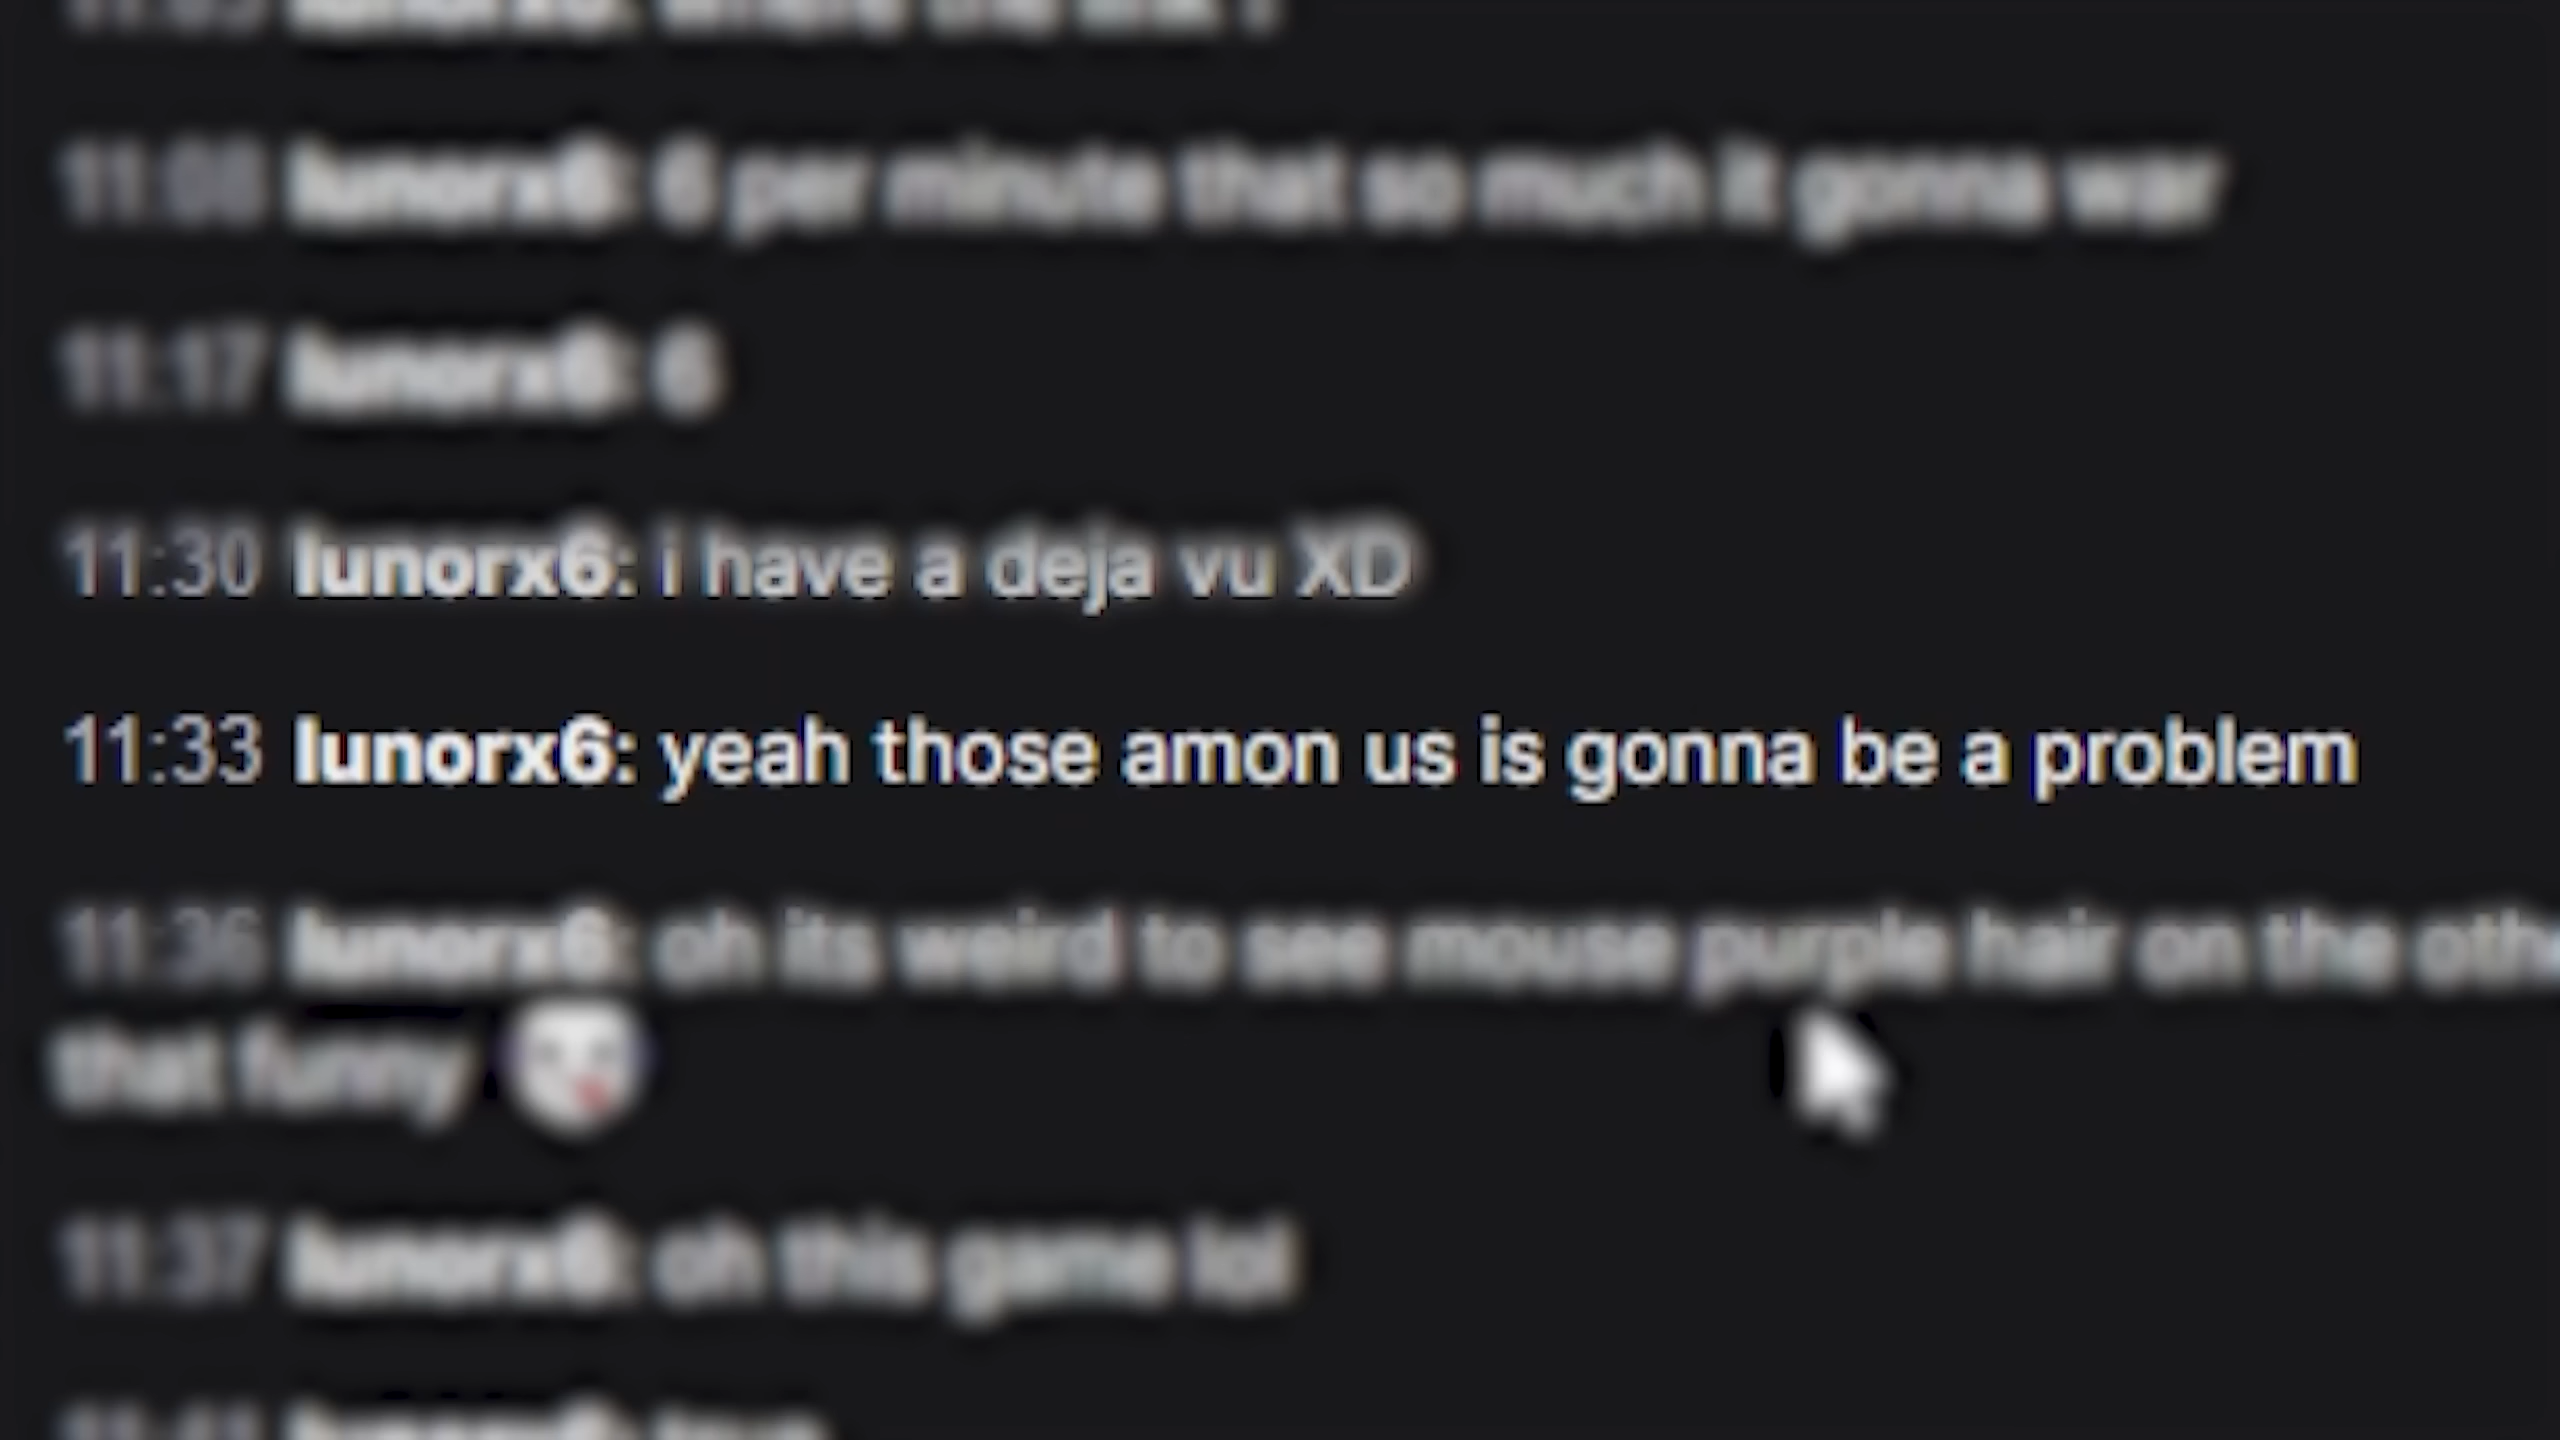 11:08 lunorx6: 6 per minute that so much it gonna war
11:17 lunorx6: 6
11:30 lunorx6: i have a deja vu XD
11:33 lunorx6: yeah those amon us is gonna be a problem
11:36 lunorx6: oh its weird to see mouse purple hair on the othe
that funny
11:37 lunorx6: oh this game lol